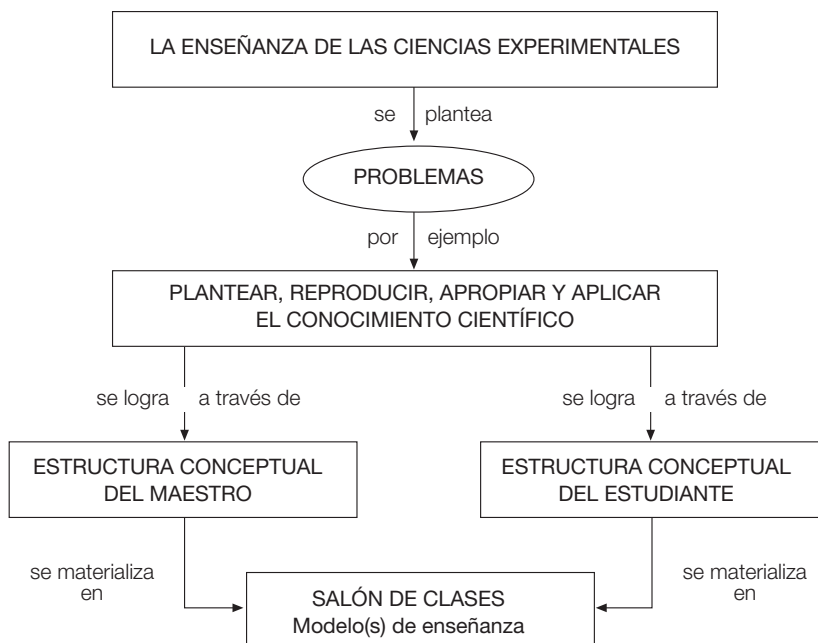 LA ENSEÑANZA DE LAS CIENCIAS EXPERIMENTALES
se plantea
PROBLEMAS
por ejemplo
PLANTEAR, REPRODUCIR, APROPIAR Y APLICAR
EL CONOCIMIENTO CIENTÍFICO
se logra a través de
se logra a través de
ESTRUCTURA CONCEPTUAL
DEL MAESTRO
ESTRUCTURA CONCEPTUAL
DEL ESTUDIANTE
se materializa
en
se materializa
en
SALÓN DE CLASES
Modelo(s) de enseñanza